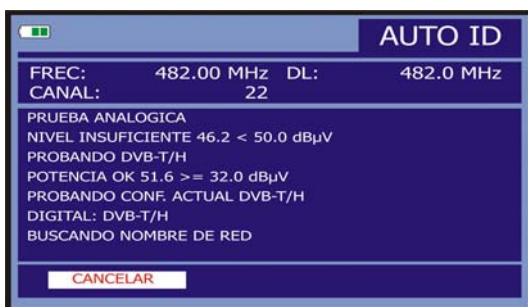 AUTO ID
FREC: 482.00 MHz DL: 482.0 MHz
CANAL: 22
PRUEBA ANALOGICA
NIVEL INSUFICIENTE 46.2 < 50.0 dBµV
PROBANDO DVB-T/H
POTENCIA OK 51.6 >= 32.0 dBµV
PROBANDO CONF. ACTUAL DVB-T/H
DIGITAL: DVB-T/H
BUSCANDO NOMBRE DE RED
CANCELAR